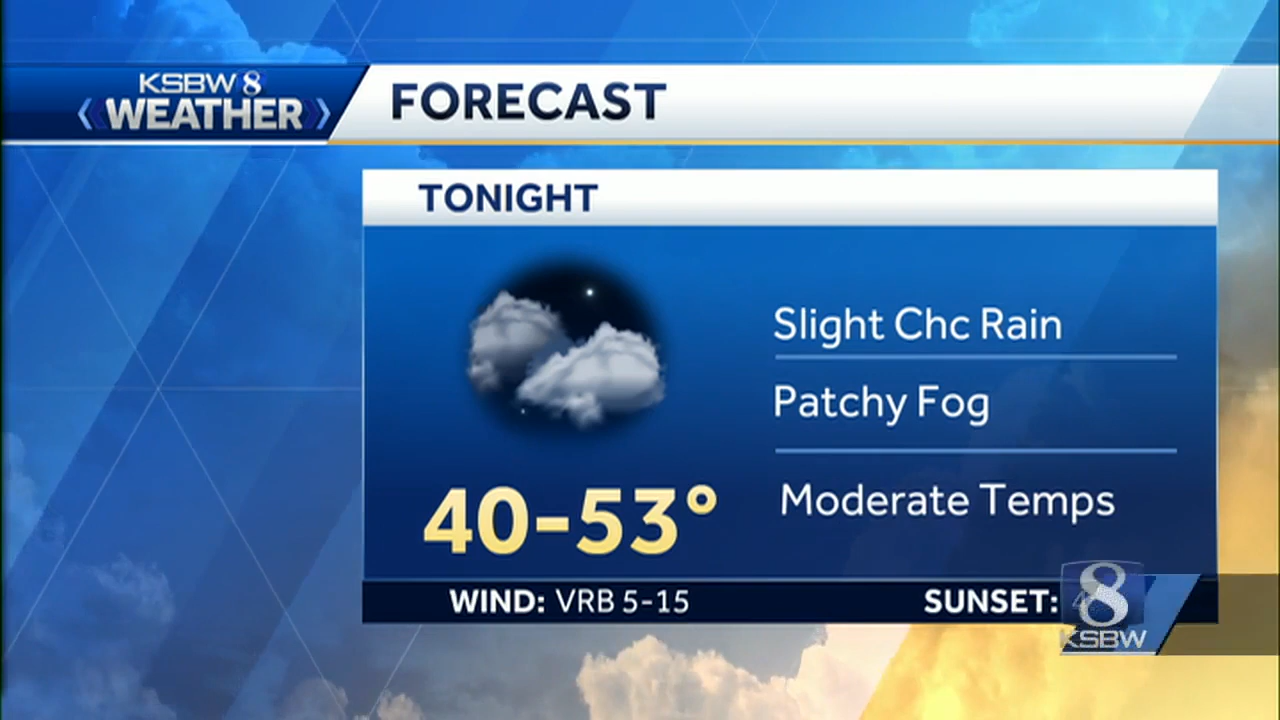 KSBW 8
WEATHER
FORECAST
TONIGHT
Slight Chc Rain
Patchy Fog
Moderate Temps
40-53°
WIND: VRB 5-15
SUNSET:
8
KSBW